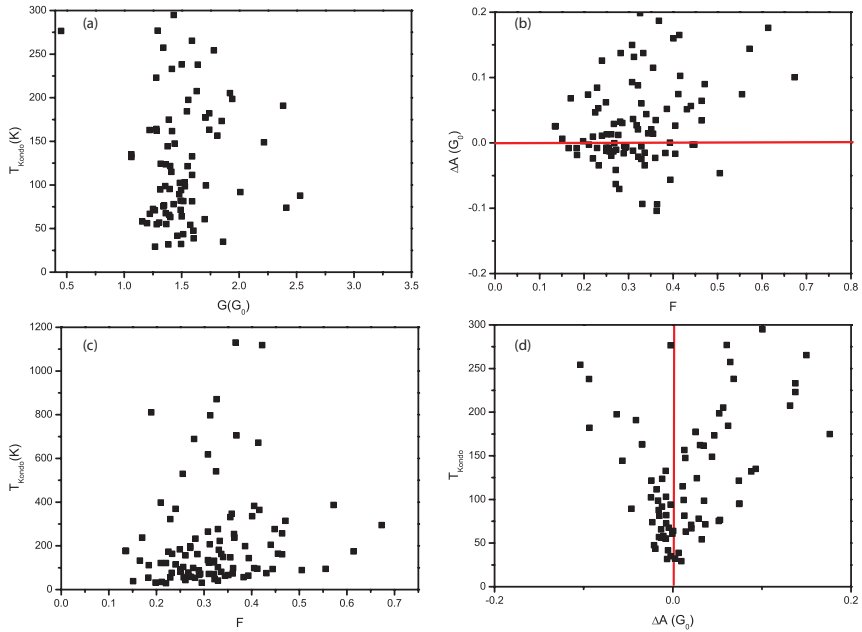 (a)
T_Kondo(K)
300
250
200
150
100
50
0
0.5 1.0 1.5 2.0 2.5 3.0 3.5
G(G_0)
(b)
ΔA (G_0)
0.2
0.1
0.0
-0.1
-0.2
0.0 0.1 0.2 0.3 0.4 0.5 0.6 0.7 0.8
F
(c)
T_Kondo(K)
1200
1000
800
600
400
200
0
0.0 0.1 0.2 0.3 0.4 0.5 0.6 0.7
F
(d)
T_Kondo
300
250
200
150
100
50
0
-0.2 0.0 0.2
ΔA (G_0)